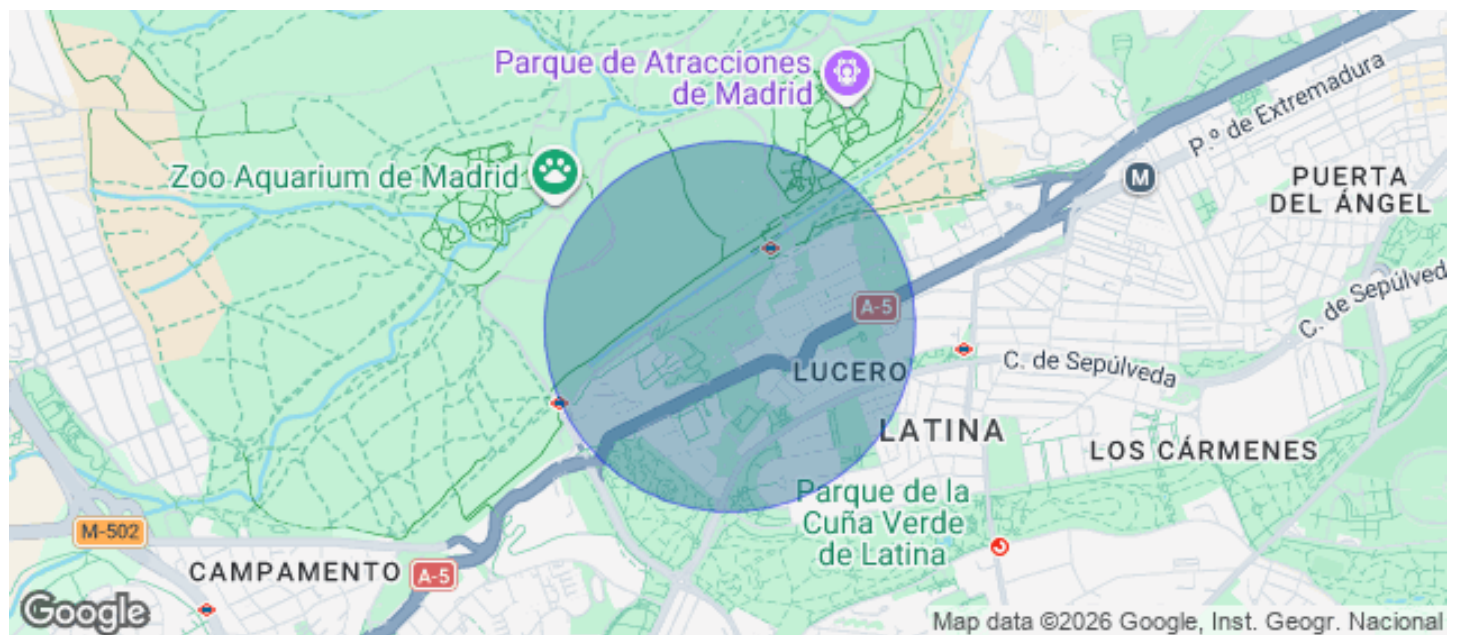 Parque de Atracciones
de Madrid
P.º de Extremadura
Zoo Aquarium de Madrid
M
PUERTA
DEL ÁNGEL
A-5
C. de Sepúlved
LUCERO
C. de Sepúlveda
LATINA
LOS CÁRMENES
Parque de la
Cuña Verde
de Latina
M-502
CAMPAMENTO
A-5
Google
Map data ©2026 Google, Inst. Geogr. Nacional